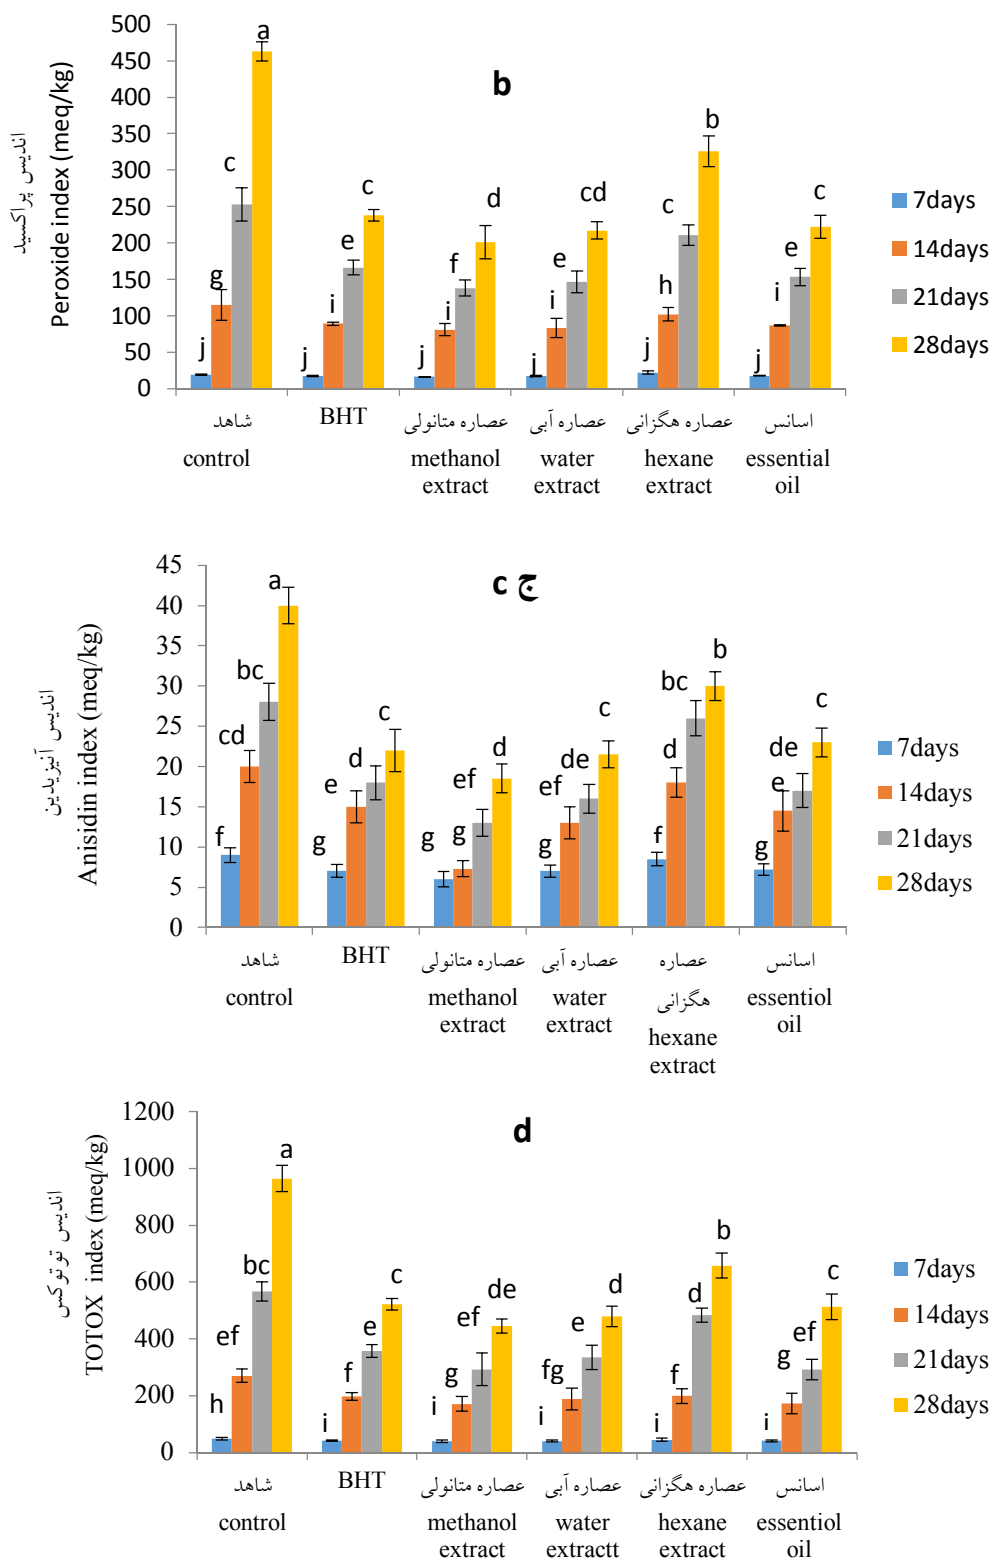 500
450
400
350
300
250
200
150
100
50
0
اندیس پراکسید
Peroxide index (meq/kg)
b
j
g
c
a
j
i
e
c
j
i
f
d
j
i
e
cd
j
h
c
b
j
i
e
c
شاهد
BHT
عصاره متانولی
عصاره آبی
عصاره هگزانی
اسانس
control
methanol
extract
water
extract
hexane
extract
essential
oil
7days
14days
21days
28days
45
40
35
30
25
20
15
10
5
0
اندیس آنیزیدین
Anisidin index (meq/kg)
c ج
f
cd
bc
a
g
e
d
c
g
g
ef
d
g
ef
de
c
f
d
bc
b
g
e
de
c
شاهد
BHT
عصاره متانولی
عصاره آبی
عصاره
هگزانی
اسانس
control
methanol
extract
water
extract
hexane
extract
essentiol
oil
7days
14days
21days
28days
1200
1000
800
600
400
200
0
اندیس توتوکس
TOTOX index (meq/kg)
d
h
ef
bc
a
i
f
e
c
i
g
ef
de
i
fg
e
d
i
f
d
b
i
g
ef
c
شاهد
BHT
عصاره متانولی
عصاره آبی
عصاره هگزانی
اسانس
control
methanol
extract
water
extractt
hexane
extract
essentiol
oil
7days
14days
21days
28days